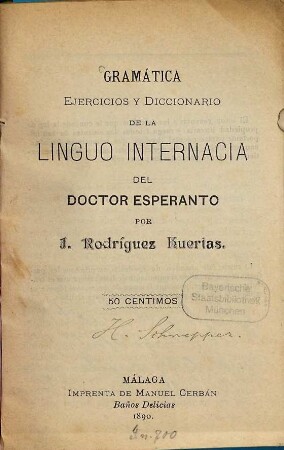 GRAMÁTICA
EJERCICIOS Y DICCIONARIO
DE LA
LINGUO INTERNACIA
DEL
DOCTOR ESPERANTO
POR
J. Rodríguez Huertas.
50 CENTIMOS
Bayerische
Staatsbibliothek
München
H. Schnepper.
MÁLAGA
IMPRENTA DE MANUEL CERBÁN
Baños Delicias
1890.